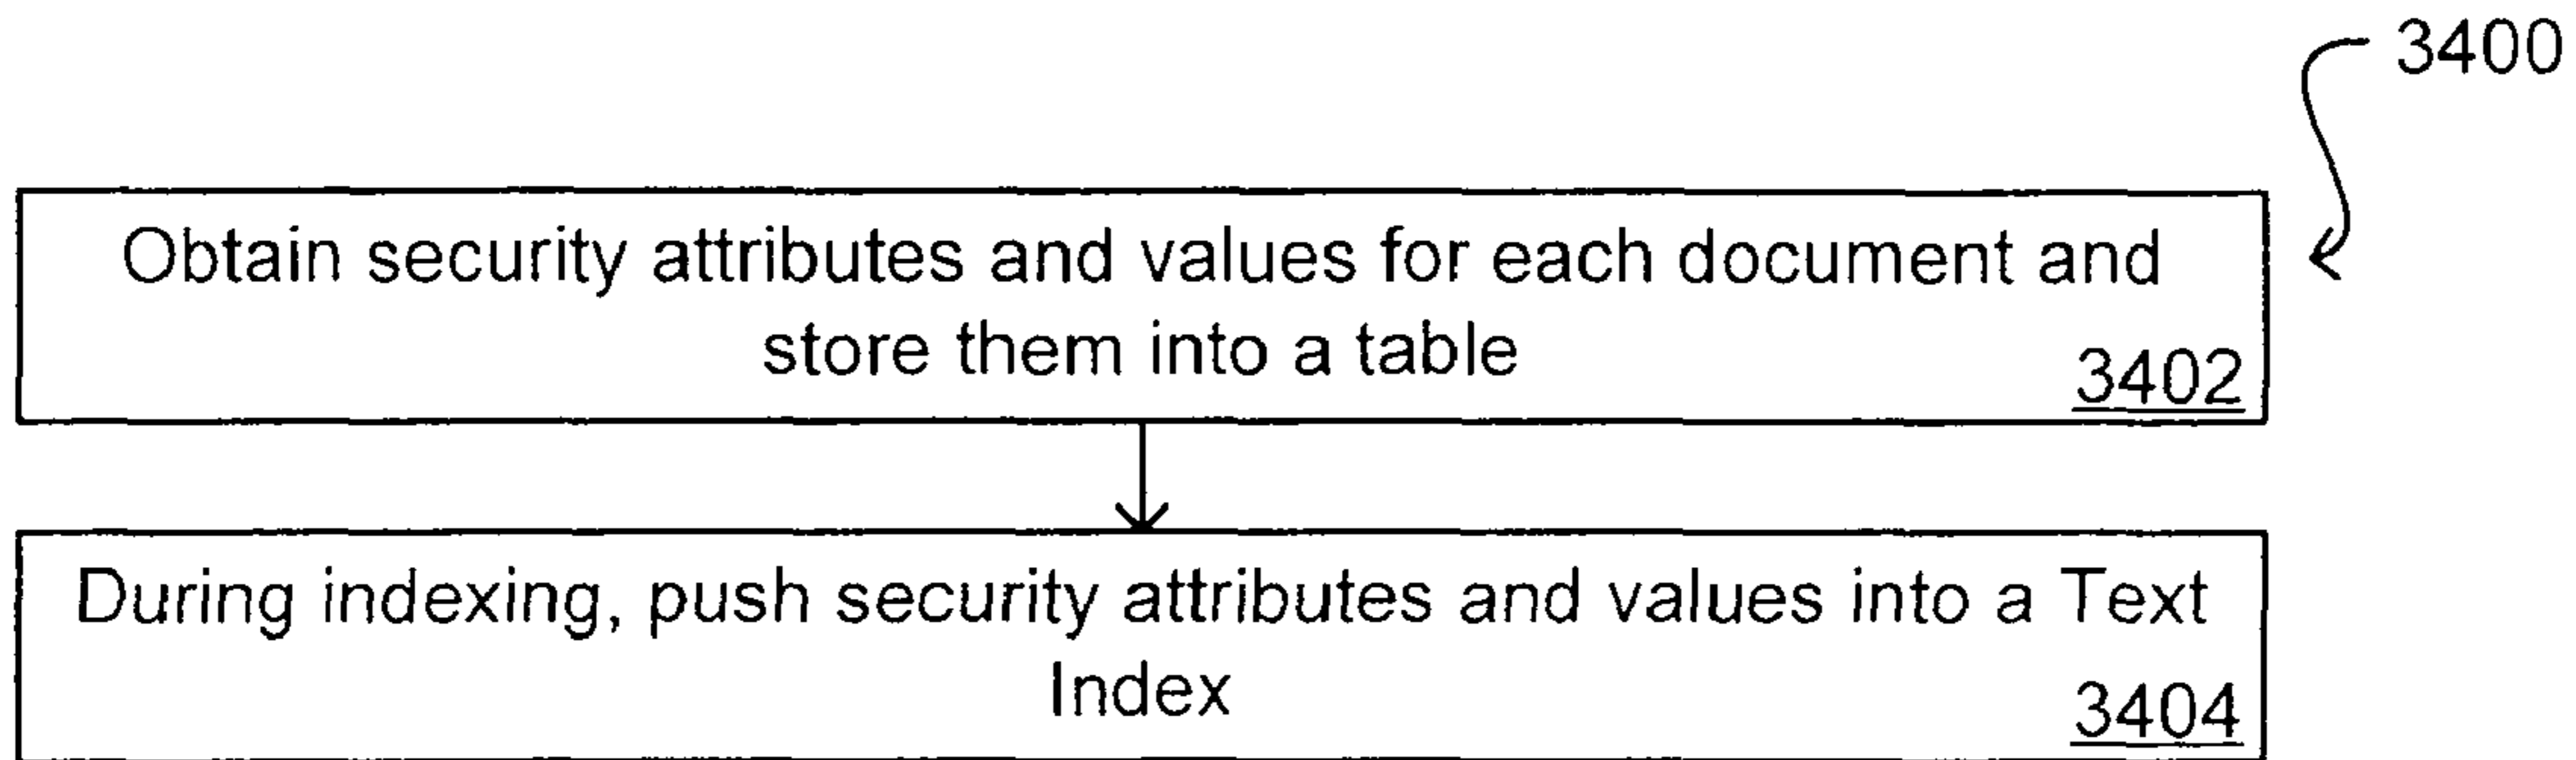 3400
Obtain security attributes and values for each document and
store them into a table
3402
During indexing, push security attributes and values into a Text
Index
3404